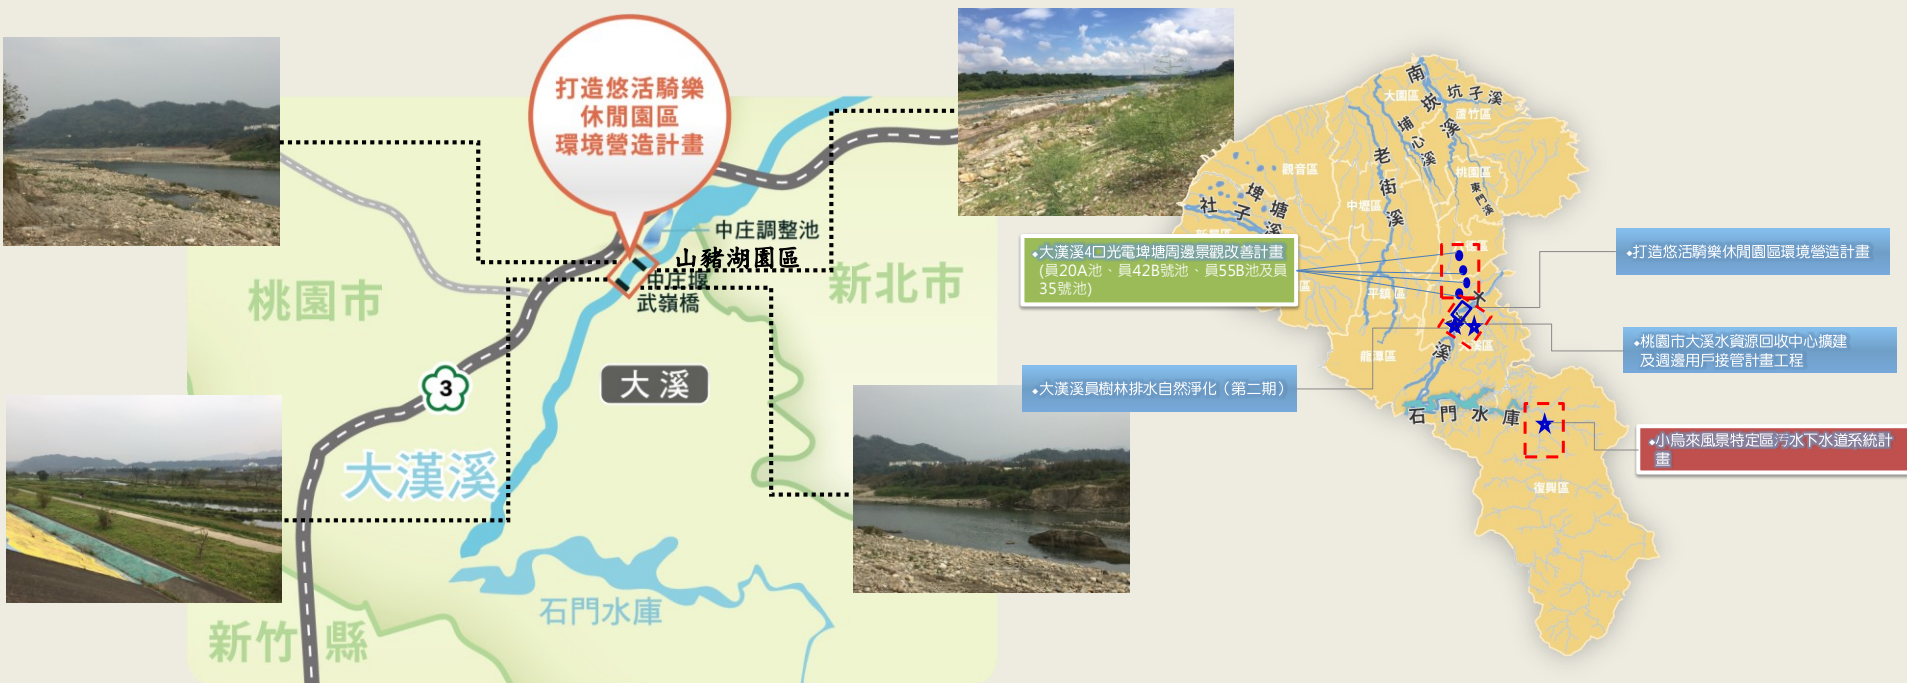 打造悠活騎樂
休閒園區
環境營造計畫
中庄調整池
山豬湖園區
中庄堰
武嶺橋
桃園市
新北市
大溪
3
大漢溪
石門水庫
新竹縣
南崁溪
坑子溪
大園區
蘆竹區
埔心溪
老街溪
觀音區
桃園區
東門溪
埤塘
社子溪
中壢區
新屋區
平鎮區
龍潭區
大溪區
石門水庫
復興區
⬥大漢溪4口光電埤塘周邊景觀改善計畫
(員20A池、員42B號池、員55B池及員
35號池)
⬥打造悠活騎樂休閒園區環境營造計畫
⬥桃園市大溪水資源回收中心擴建
及週邊用戶接管計畫工程
⬥大漢溪員樹林排水自然淨化（第二期）
⬥小烏來風景特定區污水下水道系統計
畫